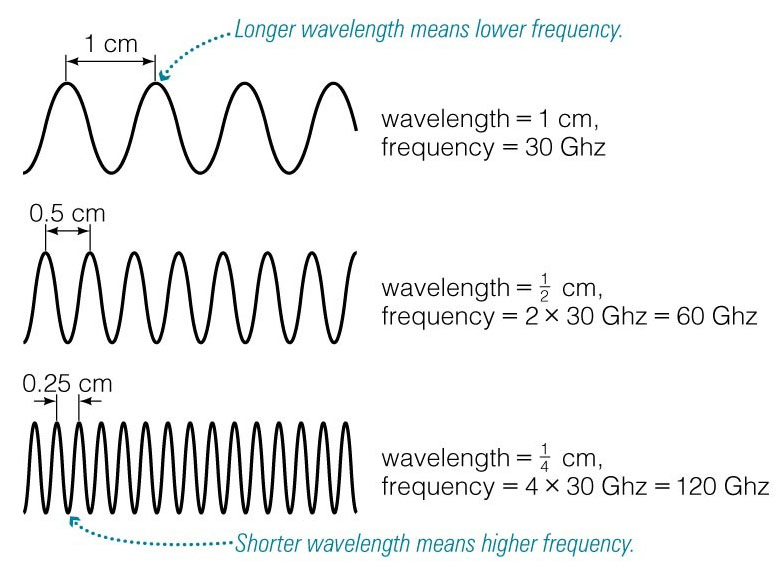 Longer wavelength means lower frequency.
1 cm
wavelength = 1 cm,
frequency = 30 Ghz
0.5 cm
wavelength = 1/2 cm,
frequency = 2 × 30 Ghz = 60 Ghz
0.25 cm
wavelength = 1/4 cm,
frequency = 4 × 30 Ghz = 120 Ghz
Shorter wavelength means higher frequency.